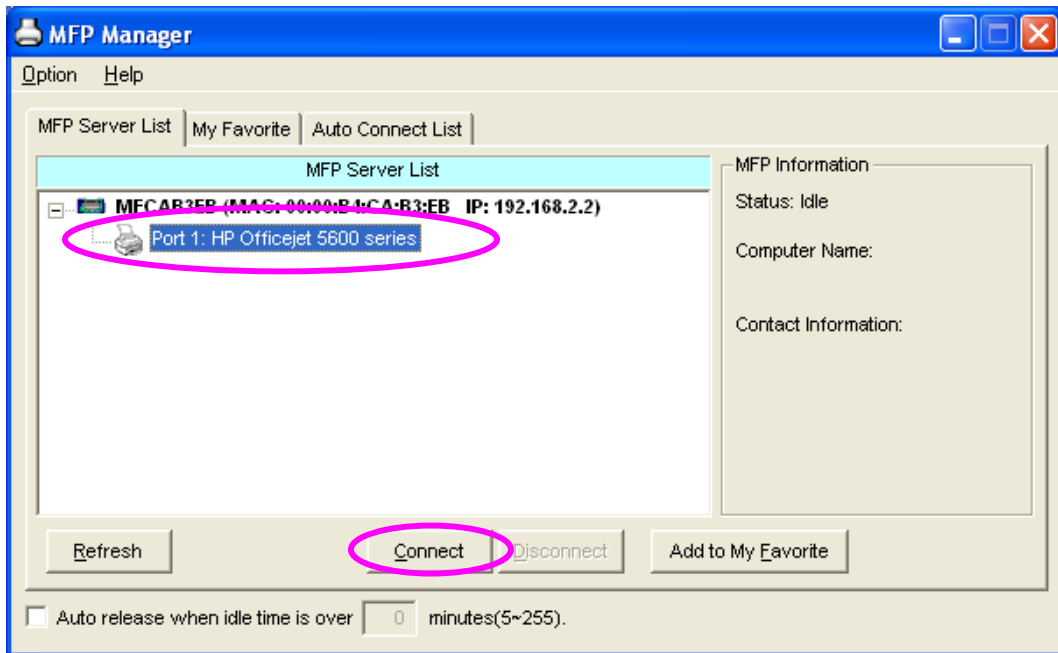 MFP Manager
Option Help
MFP Server List My Favorite Auto Connect List
MFP Server List
MFCAB3EB (MAC: 00:00:B4:CA:B3:EB IP: 192.168.2.2)
Port 1: HP Officejet 5600 series
MFP Information
Status: Idle
Computer Name:
Contact Information:
Refresh Connect Disconnect Add to My Favorite
Auto release when idle time is over 0 minutes(5~255).